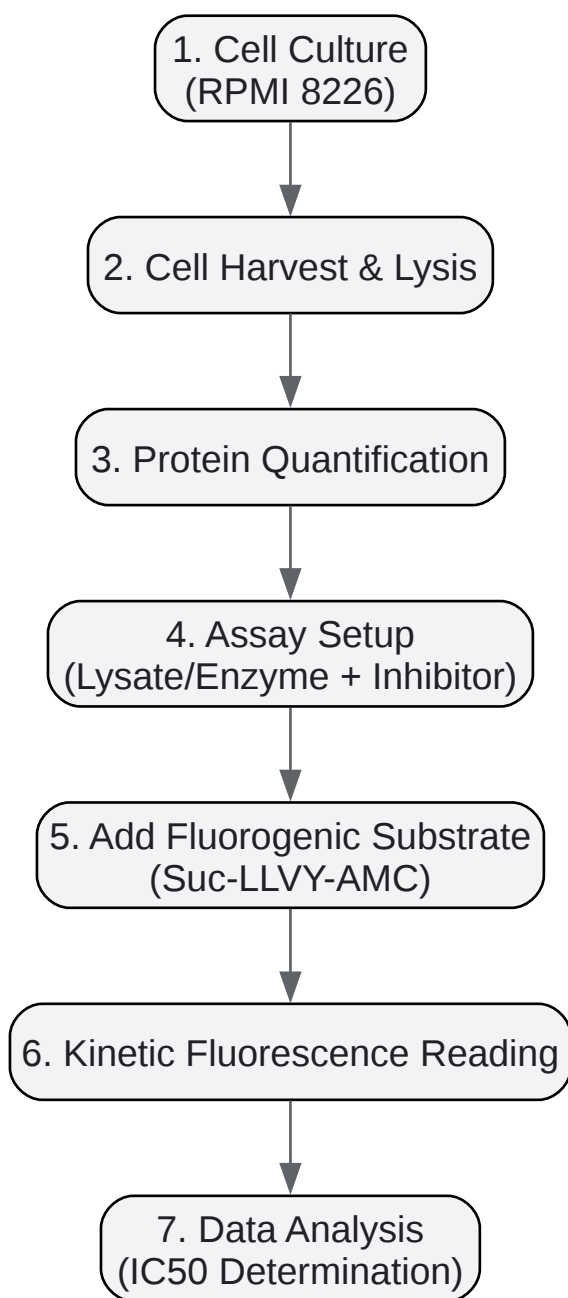 1. Cell Culture
(RPMI 8226)
2. Cell Harvest & Lysis
3. Protein Quantification
4. Assay Setup
(Lysate/Enzyme + Inhibitor)
5. Add Fluorogenic Substrate
(Suc-LLVY-AMC)
6. Kinetic Fluorescence Reading
7. Data Analysis
(IC50 Determination)